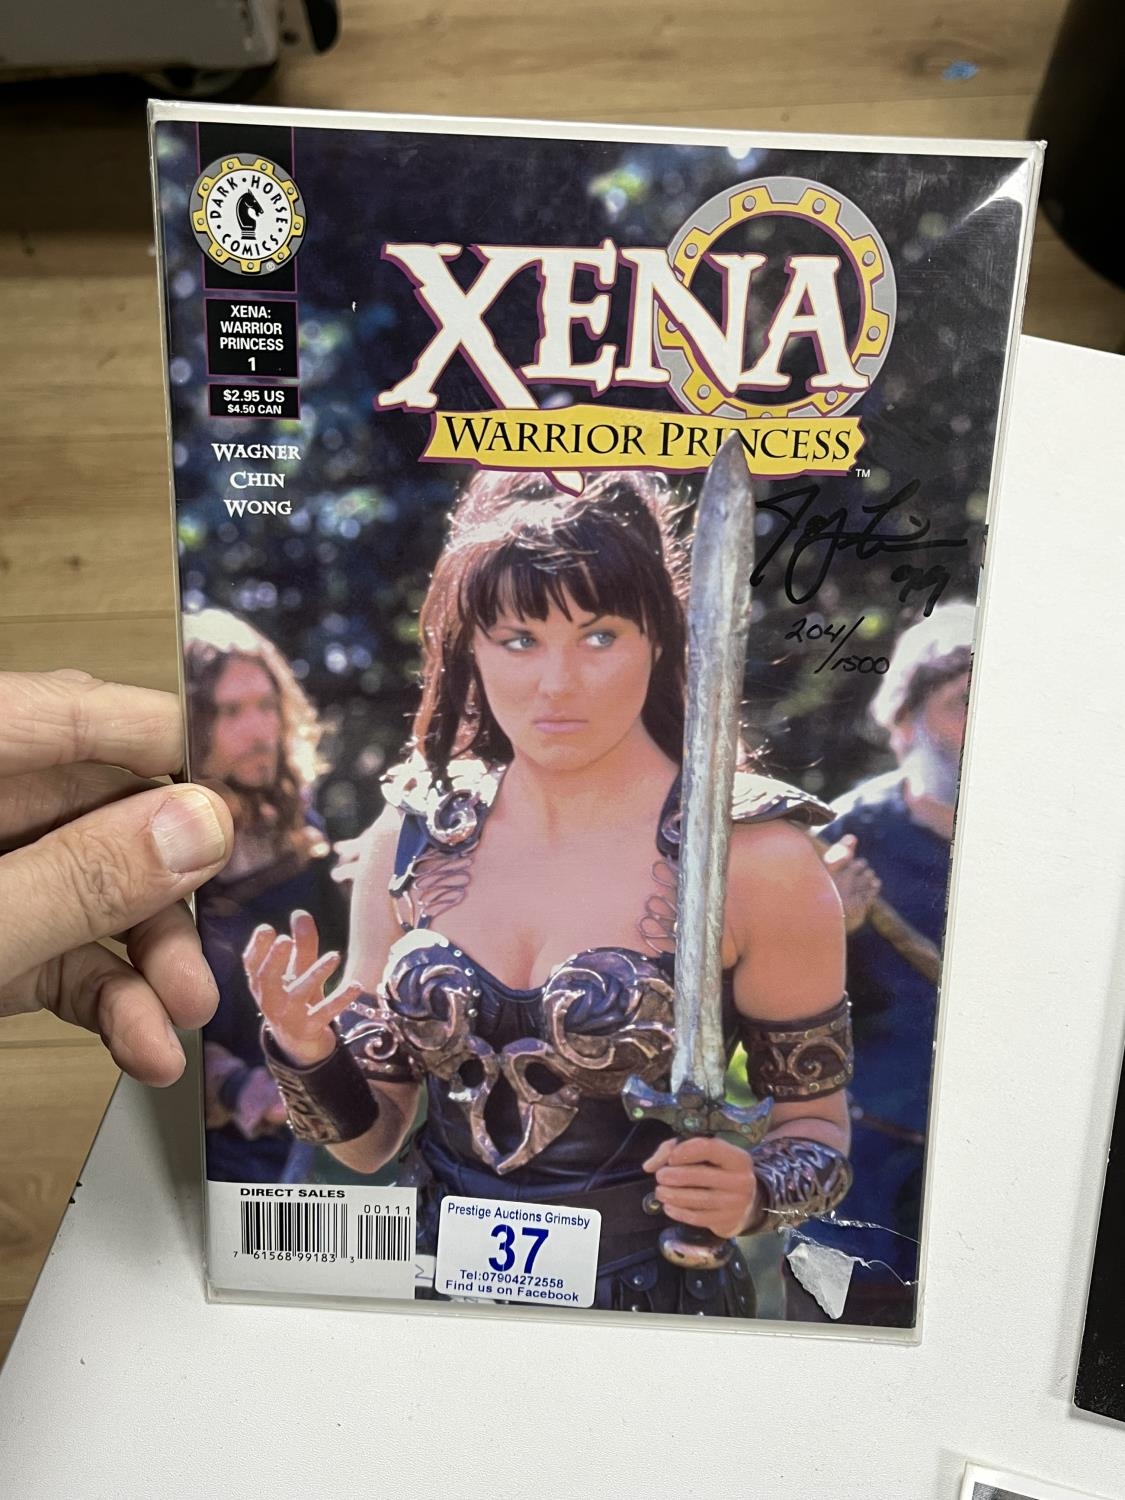 DARK • HORSE • COMICS •
®
XENA:
WARRIOR
PRINCESS
1
$2.95 US
$4.50 CAN
WAGNER
CHIN
WONG
XENA
WARRIOR PRINCESS
™
99
204/
1500
DIRECT SALES
00111
7 61568 99183 3
Prestige Auctions Grimsby
37
Tel:07904272558
Find us on Facebook